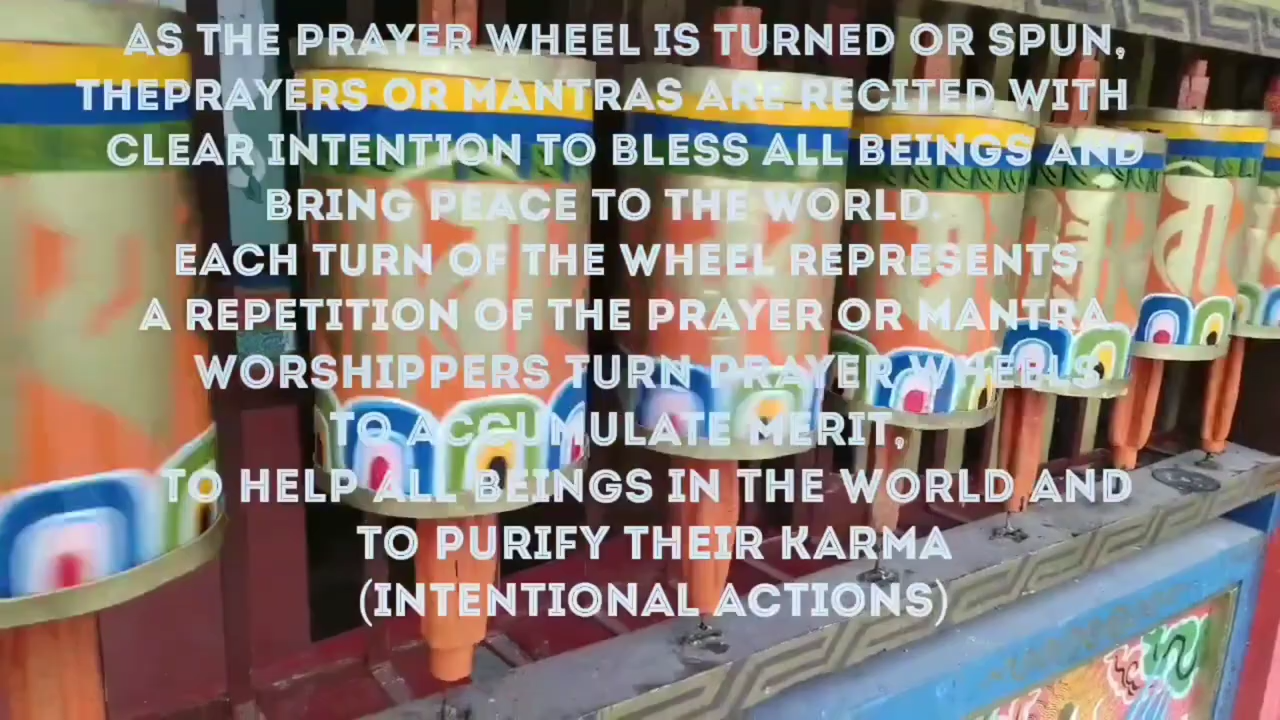 AS THE PRAYER WHEEL IS TURNED OR SPUN,
THEPRAYERS OR MANTRAS ARE RECITED WITH
CLEAR INTENTION TO BLESS ALL BEINGS AND
BRING PEACE TO THE WORLD.
EACH TURN OF THE WHEEL REPRESENTS
A REPETITION OF THE PRAYER OR MANTRA
WORSHIPPERS TURN PRAYER WHEELS
TO ACCUMULATE MERIT,
TO HELP ALL BEINGS IN THE WORLD AND
TO PURIFY THEIR KARMA
(INTENTIONAL ACTIONS)